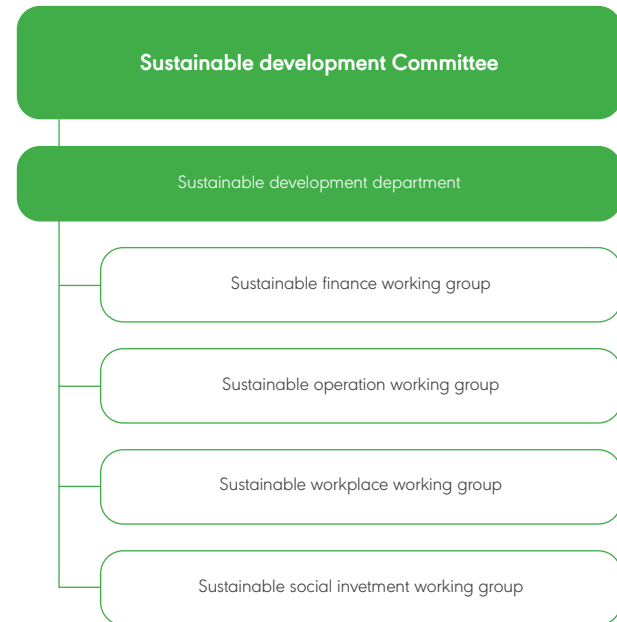 Sustainable development Committee
Sustainable development department
Sustainable finance working group
Sustainable operation working group
Sustainable workplace working group
Sustainable social invetment working group